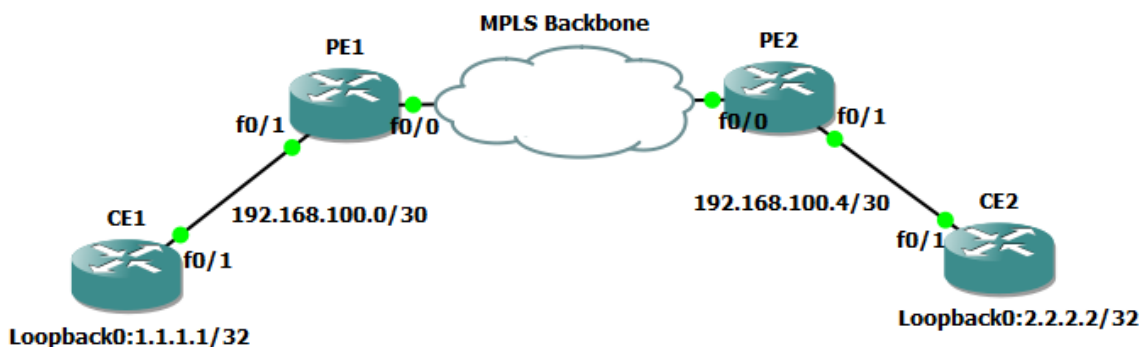 MPLS Backbone
PE1
PE2
f0/1
f0/0
f0/0
f0/1
192.168.100.0/30
192.168.100.4/30
CE1
CE2
f0/1
f0/1
Loopback0:1.1.1.1/32
Loopback0:2.2.2.2/32